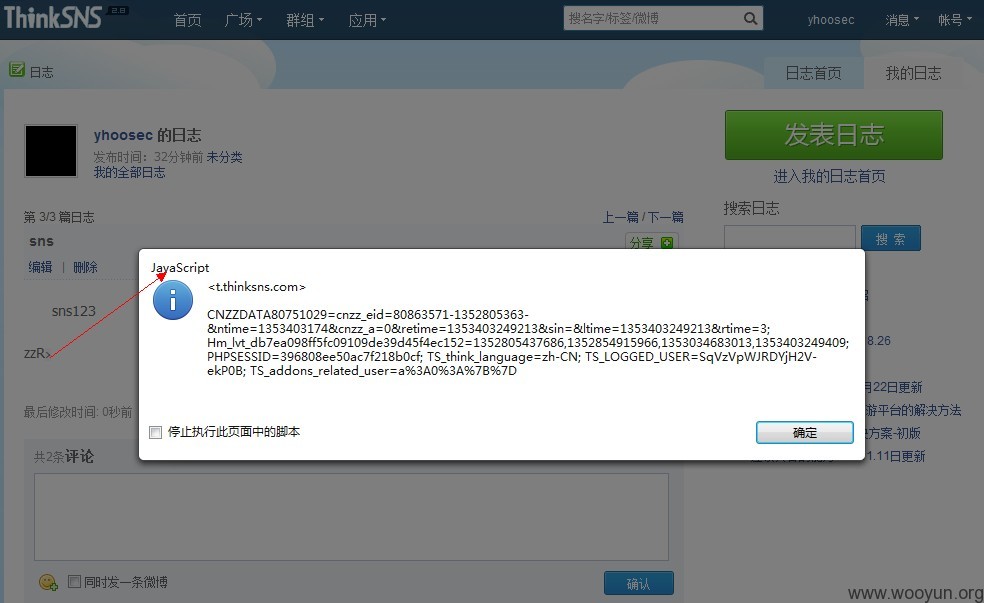 ThinkSNS 2.8 首页 广场 群组 应用 搜名字/标签/微博 yhoosec 消息 帐号
日志 日志首页 我的日志
yhoosec 的日志
发布时间：32分钟前 未分类
我的全部日志
发表日志
进入我的日志首页
搜索日志
搜 索
第 3/3 篇日志 上一篇 / 下一篇
sns 分享
编辑 | 删除
sns123
zzR>
JavaScript
<t.thinksns.com>
CNZZDATA80751029=cnzz_eid=80863571-1352805363-
&ntime=1353403174&cnzz_a=0&retime=1353403249213&sin=&ltime=1353403249213&rtime=3;
Hm_lvt_db7ea098ff5fc09109de39d45f4ec152=1352805437686,1352854915966,1353034683013,1353403249409;
PHPSESSID=396808ee50ac7f218b0cf; TS_think_language=zh-CN; TS_LOGGED_USER=SqVzVpWJRDYjH2V-
ekP0B; TS_addons_related_user=a%3A0%3A%7B%7D
停止执行此页面中的脚本
确定
8.26
月22日更新
游平台的解决方法
决方案-初版
1.11日更新
最后修改时间: 0秒前
共2条评论
同时发一条微博
确认
www.wooyun.org